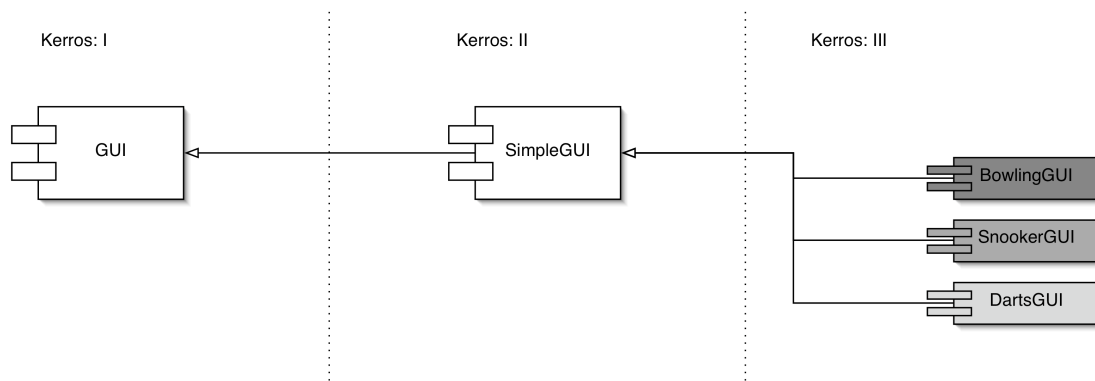 Kerros: I
Kerros: II
Kerros: III
GUI
SimpleGUI
BowlingGUI
SnookerGUI
DartsGUI